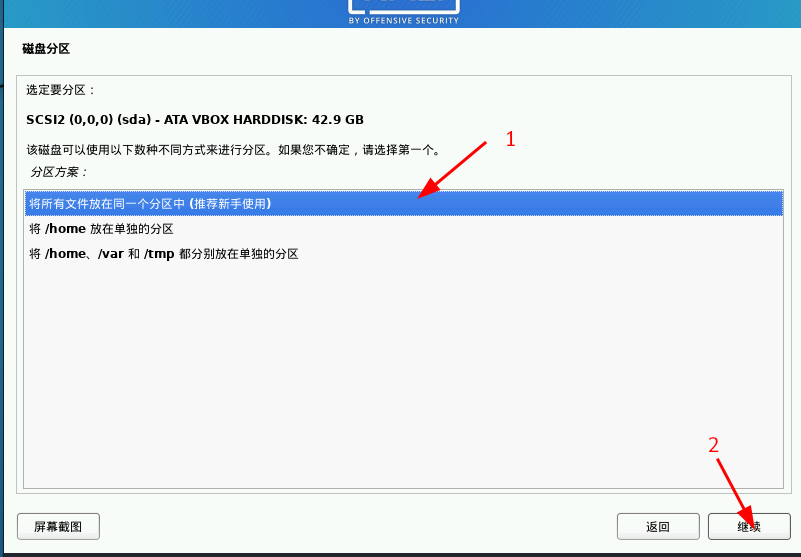 BY OFFENSIVE SECURITY
磁盘分区
选定要分区：
SCSI2 (0,0,0) (sda) - ATA VBOX HARDDISK: 42.9 GB
1
该磁盘可以使用以下数种不同方式来进行分区。如果您不确定，请选择第一个。
分区方案：
将所有文件放在同一个分区中 (推荐新手使用)
将 /home 放在单独的分区
将 /home、/var 和 /tmp 都分别放在单独的分区
2
屏幕截图
返回
继续